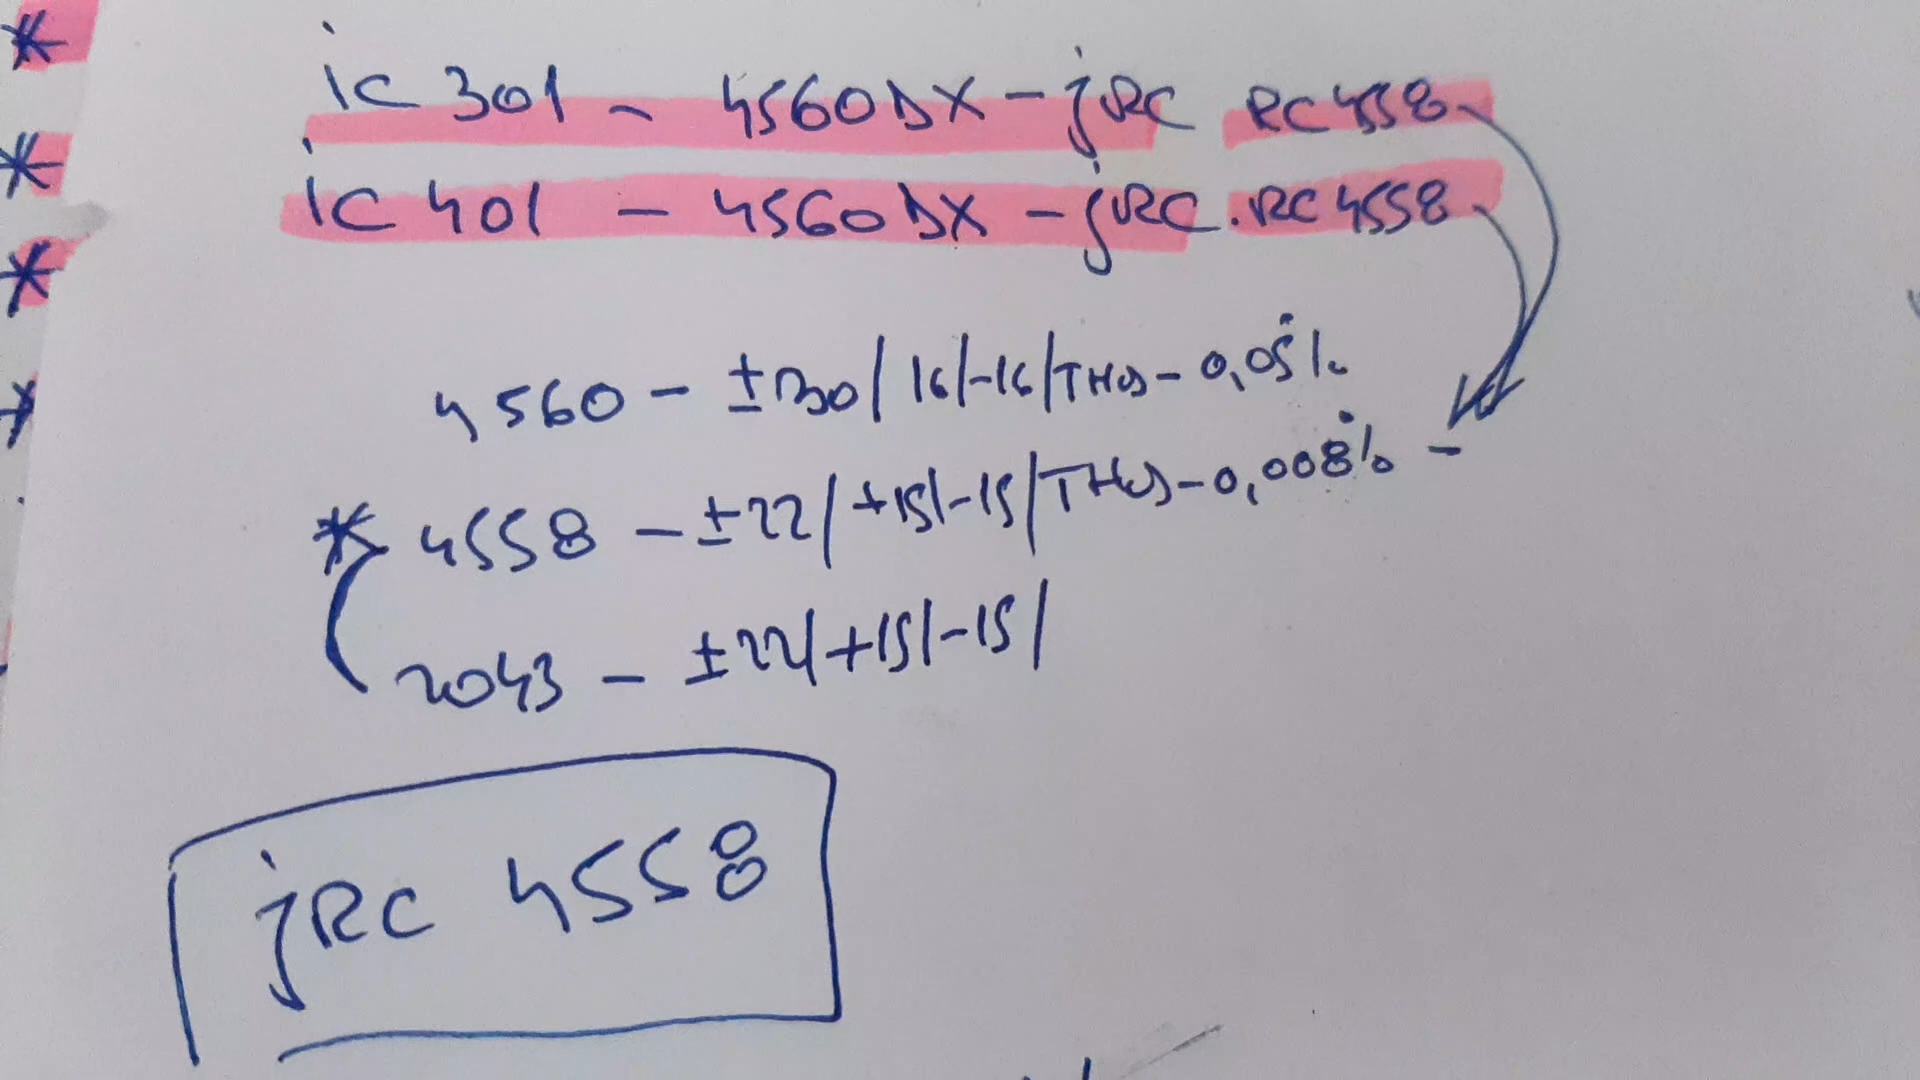 * ic 301 - 4560DX - jRC RC4558
* ic 401 - 4560DX - jRC . RC4558
* 4560 - ±30 / 16 / -16 / THD - 0,05%
* 4558 - ±22 / +15 / -15 / THD - 0,008% -
2043 - ±22 / +15 / -15 /
jRC 4558